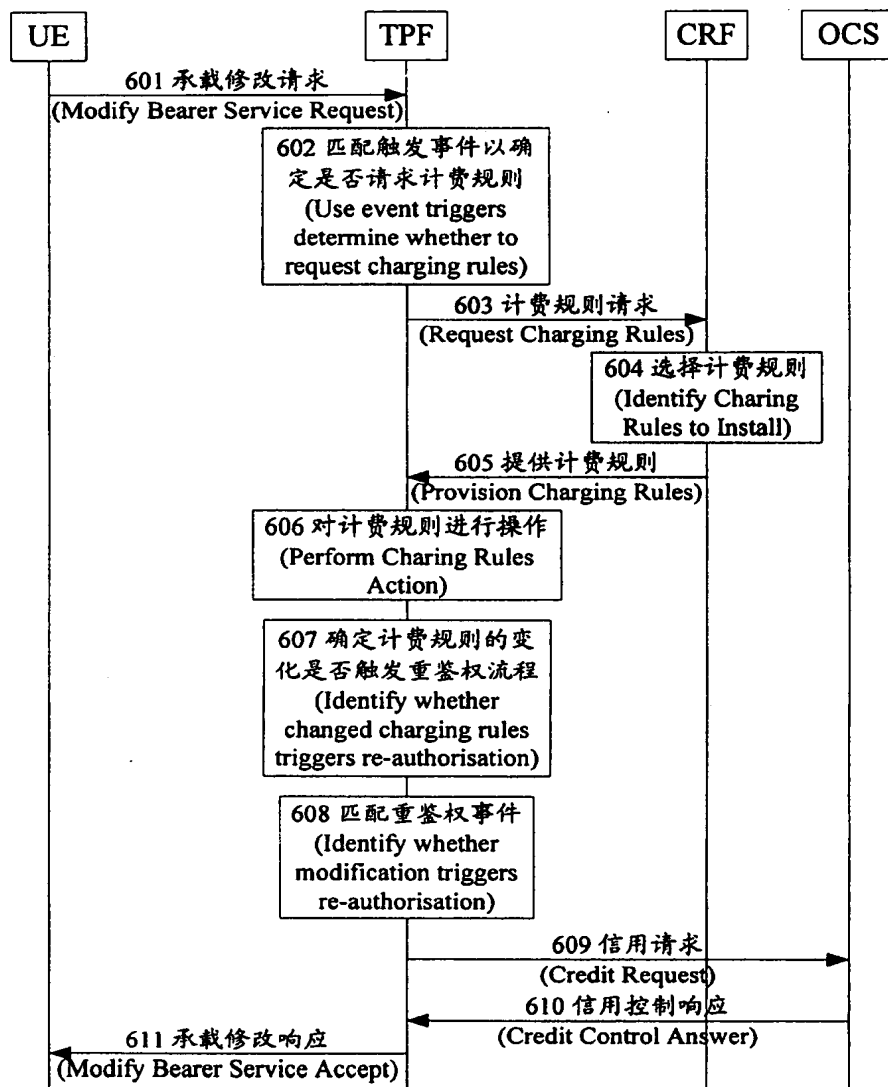 UE
TPF
CRF
OCS
601 承载修改请求
(Modify Bearer Service Request)
602 匹配触发事件以确
定是否请求计费规则
(Use event triggers
determine whether to
request charging rules)
603 计费规则请求
(Request Charging Rules)
604 选择计费规则
(Identify Charing
Rules to Install)
605 提供计费规则
(Provision Charging Rules)
606 对计费规则进行操作
(Perform Charing Rules
Action)
607 确定计费规则的变
化是否触发重鉴权流程
(Identify whether
changed charging rules
triggers re-authorisation)
608 匹配重鉴权事件
(Identify whether
modification triggers
re-authorisation)
609 信用请求
(Credit Request)
610 信用控制响应
(Credit Control Answer)
611 承载修改响应
(Modify Bearer Service Accept)